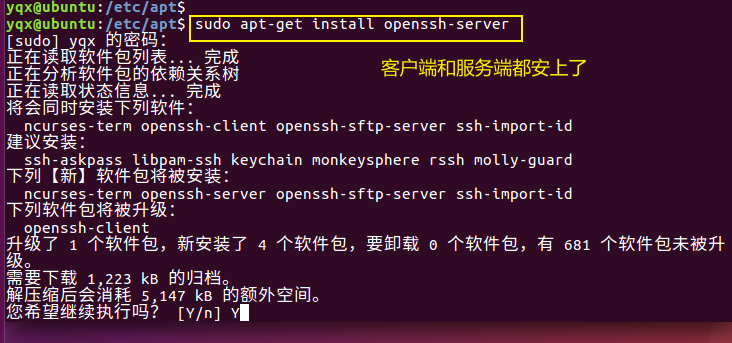 yqx@ubuntu:/etc/apt$
yqx@ubuntu:/etc/apt$ sudo apt-get install openssh-server
[sudo] yqx 的密码：
正在读取软件包列表... 完成
正在分析软件包的依赖关系树
正在读取状态信息... 完成
客户端和服务端都安上了
将会同时安装下列软件：
ncurses-term openssh-client openssh-sftp-server ssh-import-id
建议安装：
ssh-askpass libpam-ssh keychain monkeysphere rssh molly-guard
下列【新】软件包将被安装：
ncurses-term openssh-server openssh-sftp-server ssh-import-id
下列软件包将被升级：
openssh-client
升级了 1 个软件包，新安装了 4 个软件包，要卸载 0 个软件包，有 681 个软件包未被升
级。
需要下载 1,223 kB 的归档。
解压缩后会消耗 5,147 kB 的额外空间。
您希望继续执行吗？ [Y/n] Y